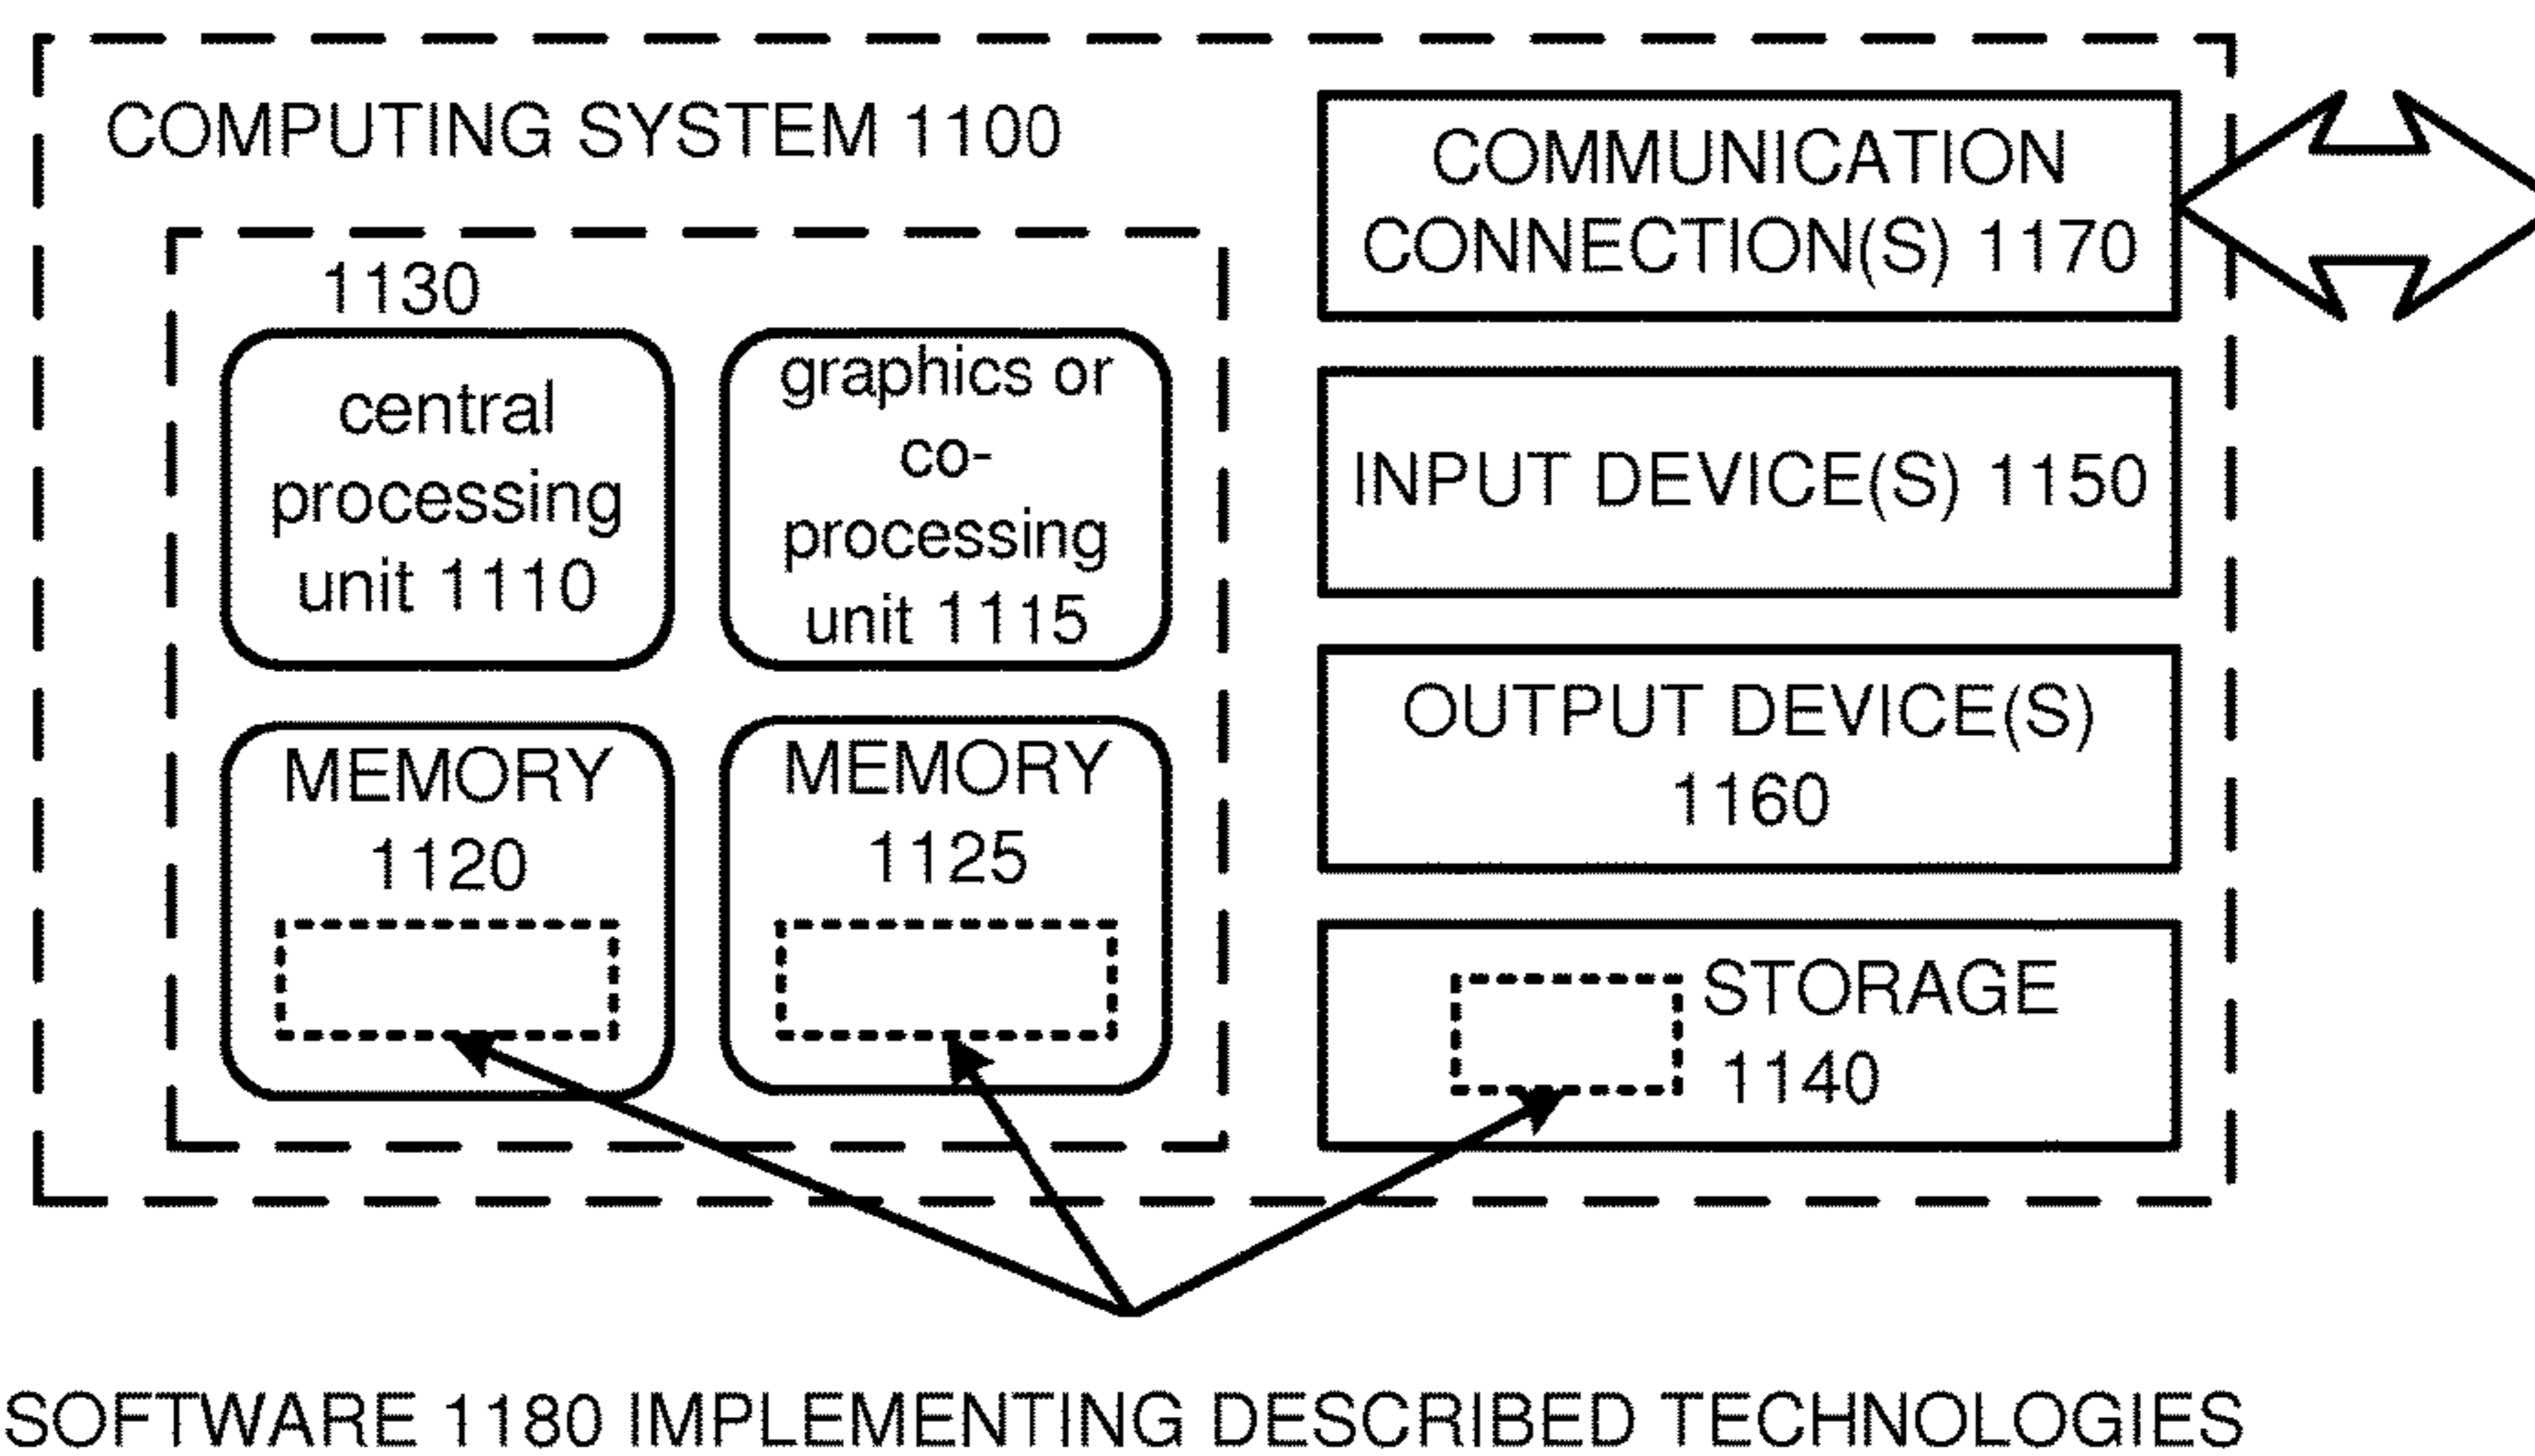 COMPUTING SYSTEM 1100
1130
central
processing
unit 1110
graphics or
co-
processing
unit 1115
MEMORY
1120
MEMORY
1125
COMMUNICATION
CONNECTION(S) 1170
INPUT DEVICE(S) 1150
OUTPUT DEVICE(S)
1160
STORAGE
1140
SOFTWARE 1180 IMPLEMENTING DESCRIBED TECHNOLOGIES